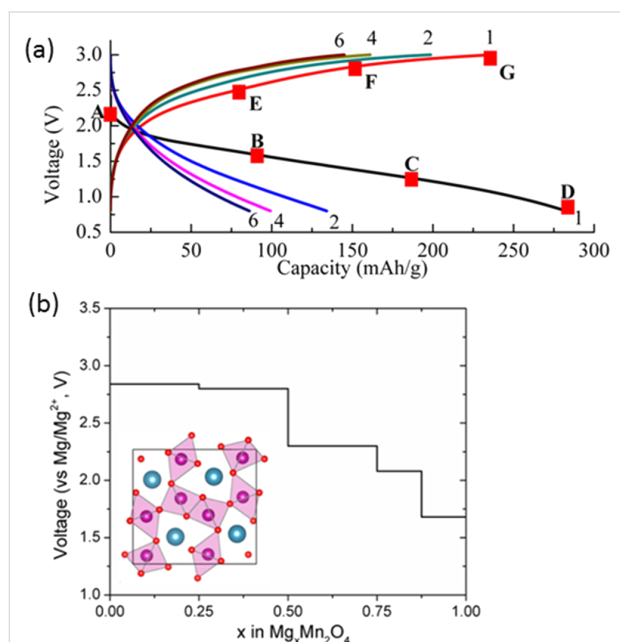 (a)
6 4 2 1
3.0
2.5
2.0
1.5
1.0
0.5
Voltage (V)
A
B
C
D
E
F
G
6 4 2 1
0 50 100 150 200 250 300
Capacity (mAh/g)
(b)
3.5
3.0
2.5
2.0
1.5
1.0
Voltage (vs Mg/Mg²⁺, V)
0.00 0.25 0.50 0.75 1.00
x in MgₓMn₂O₄